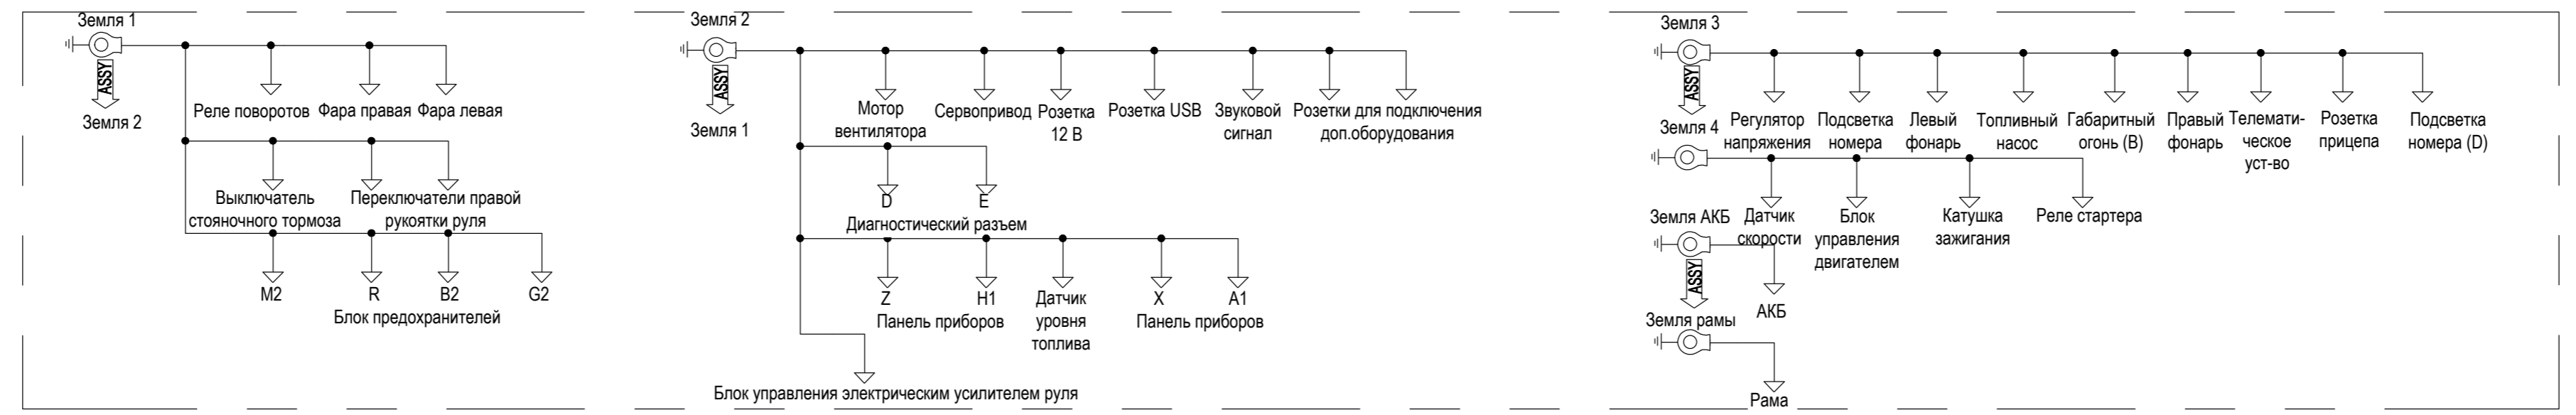 Земля 1
ASSY
Земля 2
Реле поворотов
Фара правая
Фара левая
Выключатель
стояночного тормоза
Переключатели правой
рукоятки руля
M2
R
B2
G2
Блок предохранителей
Земля 2
ASSY
Земля 1
Мотор
вентилятора
Сервопривод
Розетка
12 В
Розетка USB
Звуковой
сигнал
Розетки для подключения
доп.оборудования
D
E
Диагностический разъем
Z
H1
Панель приборов
Датчик
уровня
топлива
X
A1
Панель приборов
Блок управления электрическим усилителем руля
Земля 3
ASSY
Земля 4
Регулятор
напряжения
Подсветка
номера
Левый
фонарь
Топливный
насос
Габаритный
огонь (B)
Правый
фонарь
Телемати-
ческое
уст-во
Розетка
прицепа
Подсветка
номера (D)
Датчик
скорости
Блок
управления
двигателем
Катушка
зажигания
Реле стартера
Земля АКБ
ASSY
АКБ
Земля рамы
Рама